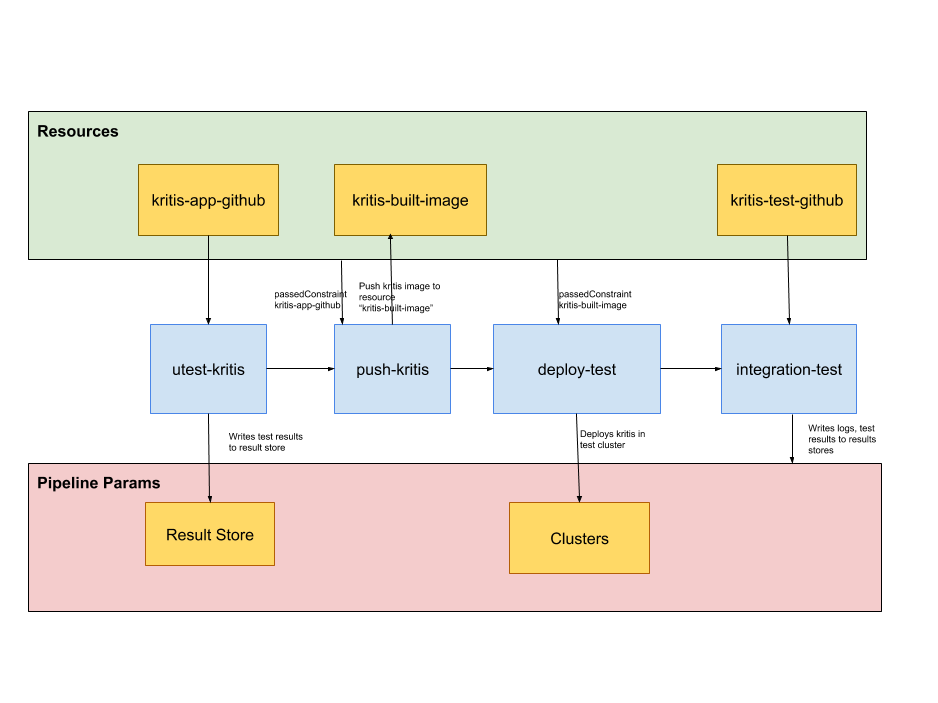 Resources
kritis-app-github
kritis-built-image
kritis-test-github
passedConstraint
kritis-app-github
Push kritis image to
resource
“kritis-built-image”
passedConstraint
kritis-built-image
utest-kritis
push-kritis
deploy-test
integration-test
Writes test results
to result store
Deploys kritis in
test cluster
Writes logs, test
results to results
stores
Pipeline Params
Result Store
Clusters